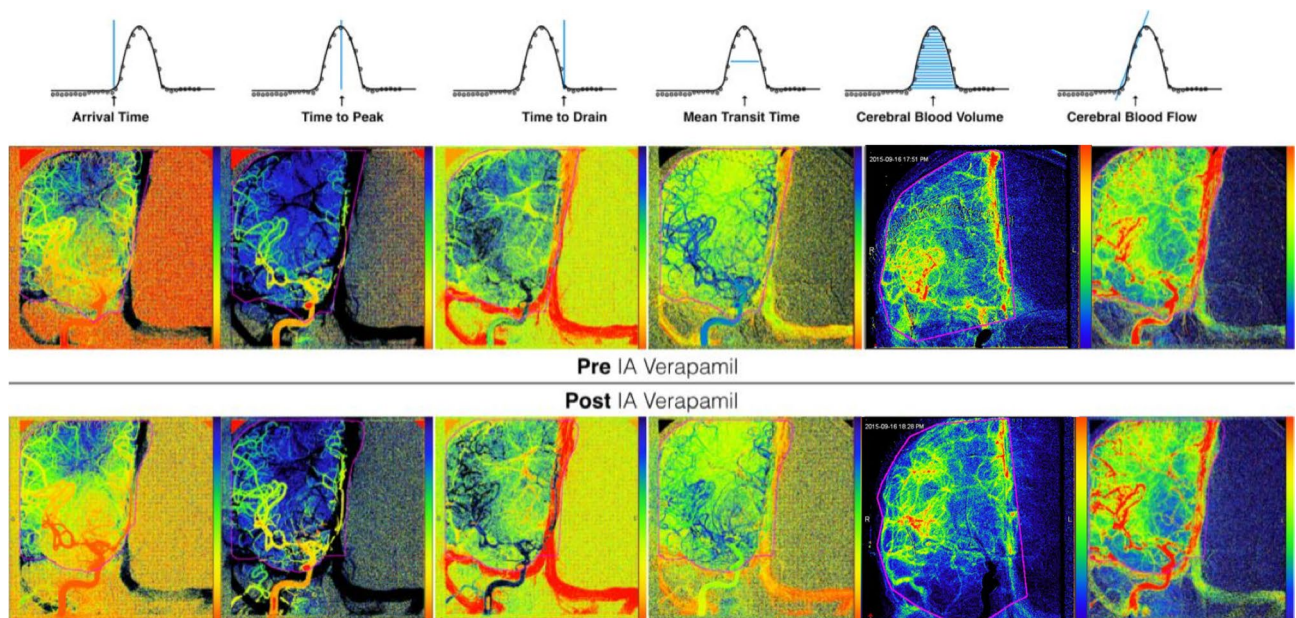 Arrival Time
Time to Peak
Time to Drain
Mean Transit Time
Cerebral Blood Volume
Cerebral Blood Flow
2015-09-16 17:51 PM
R
L
Pre IA Verapamil
Post IA Verapamil
2015-09-16 18:28 PM
R
L